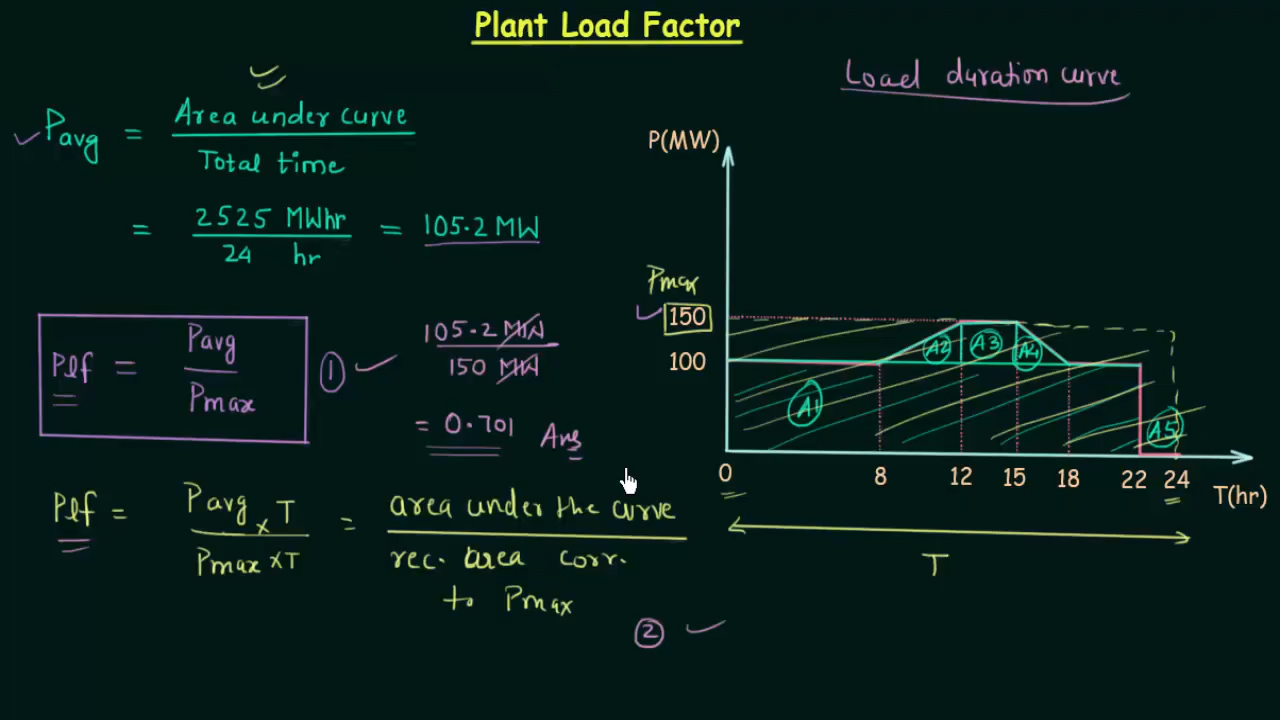 Plant Load Factor
Load duration curve
Pavg = Area under curve / Total time
= 2525 MWhr / 24 hr = 105.2 MW
Plf = Pavg / Pmax
①
105.2 MW / 150 MW
= 0.701 Ans
Plf = Pavg x T / Pmax x T = area under the curve / rec. area corr. to Pmax
②
P(MW)
Pmax
150
100
A1
A2
A3
A4
A5
0 8 12 15 18 22 24 T(hr)
T